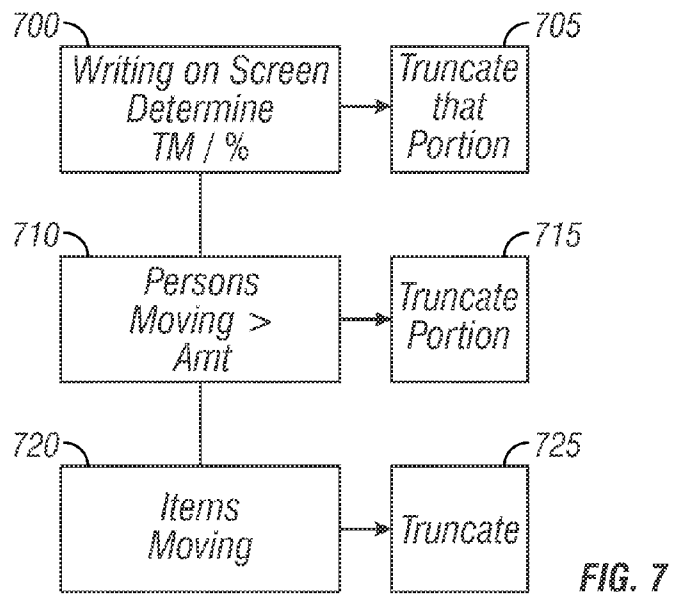 700
705
Writing on Screen
Determine
TM / %
Truncate
that
Portion
710
715
Persons
Moving >
Amt
Truncate
Portion
720
725
Items
Moving
Truncate
FIG. 7